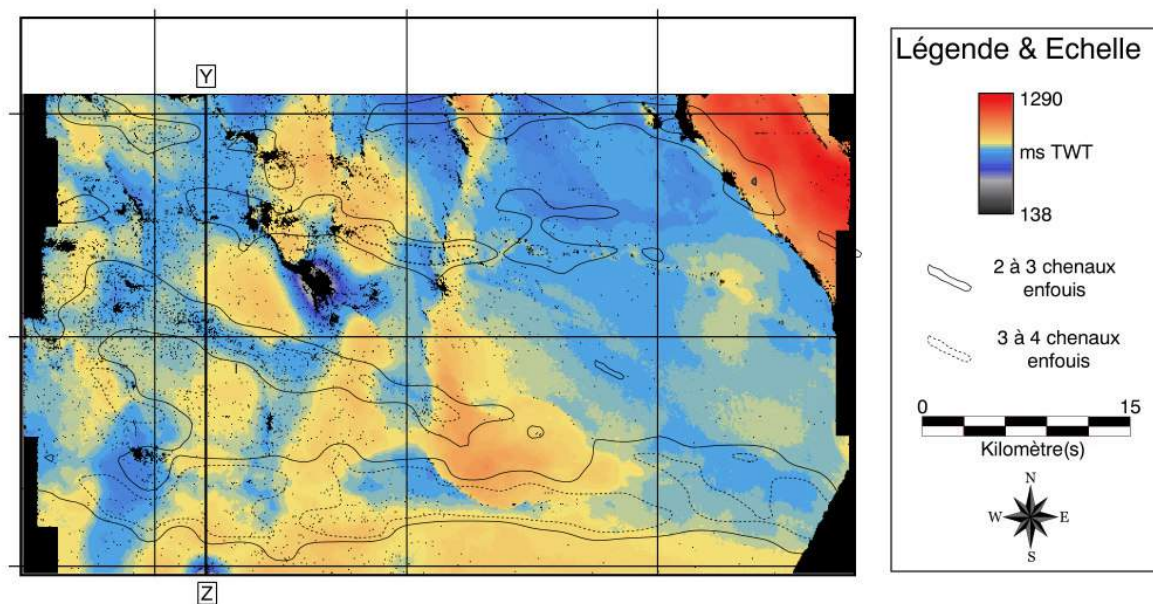 Y
Z
Légende & Echelle
1290
ms TWT
138
2 à 3 chenaux
enfouis
3 à 4 chenaux
enfouis
0 15
Kilomètre(s)
N
W E
S